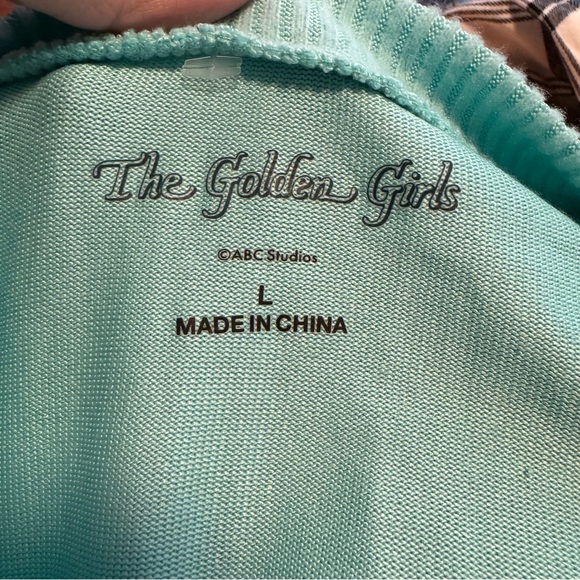 The Golden Girls
©ABC Studios
L
MADE IN CHINA